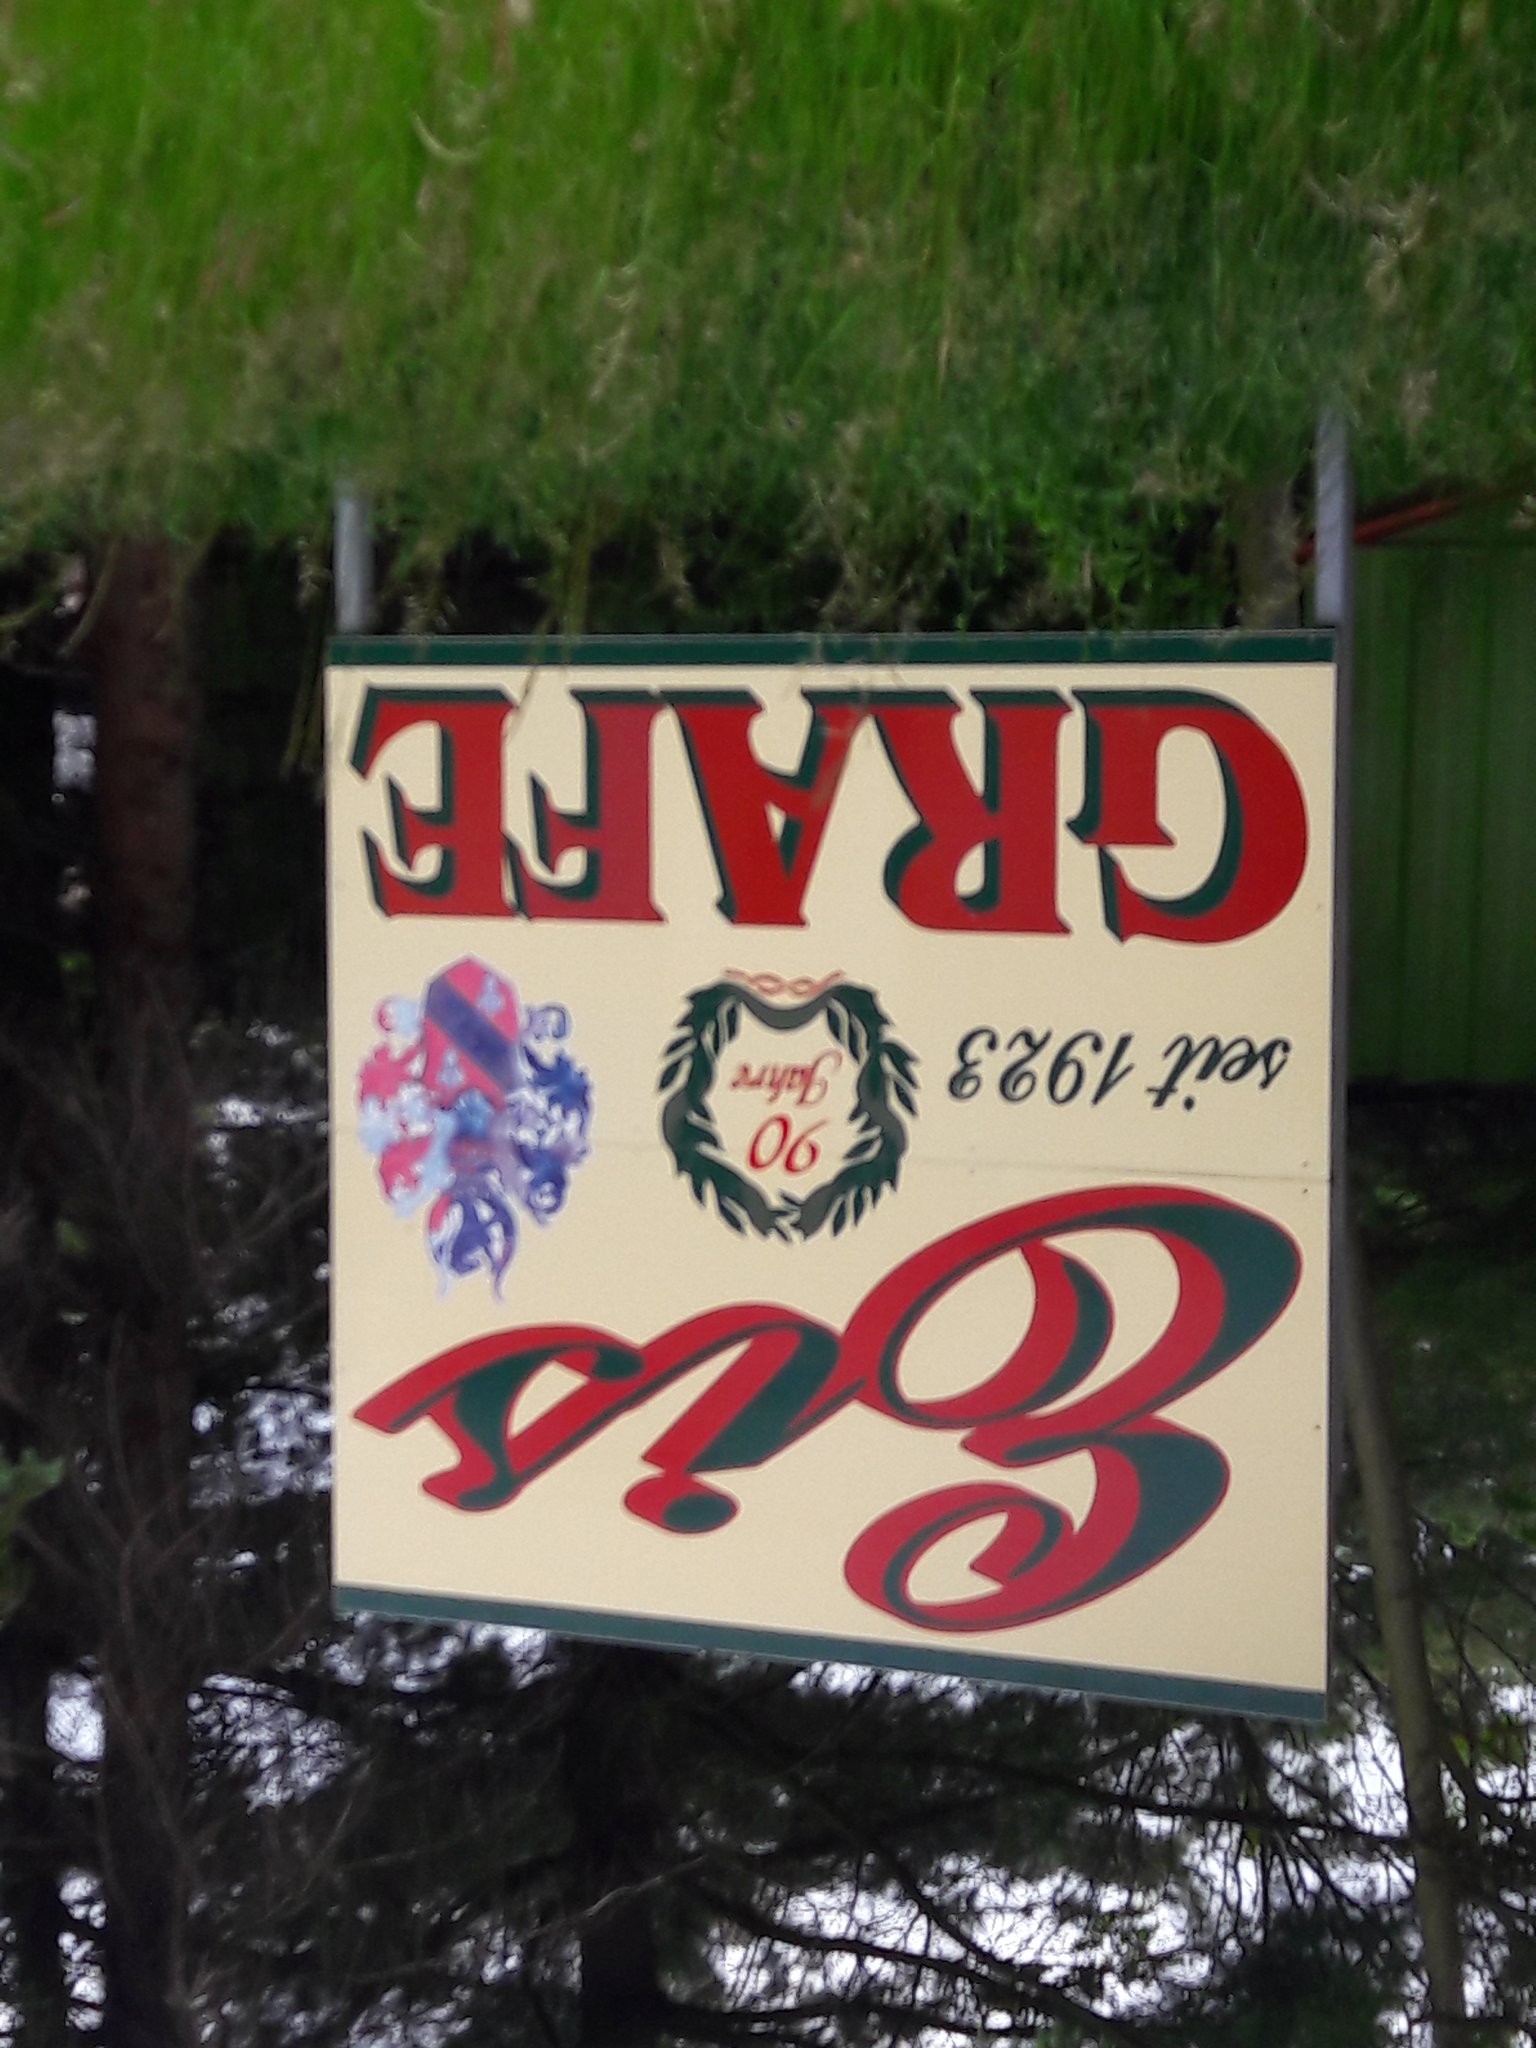 Eis
seit 1923
90
Jahre
GRAFE